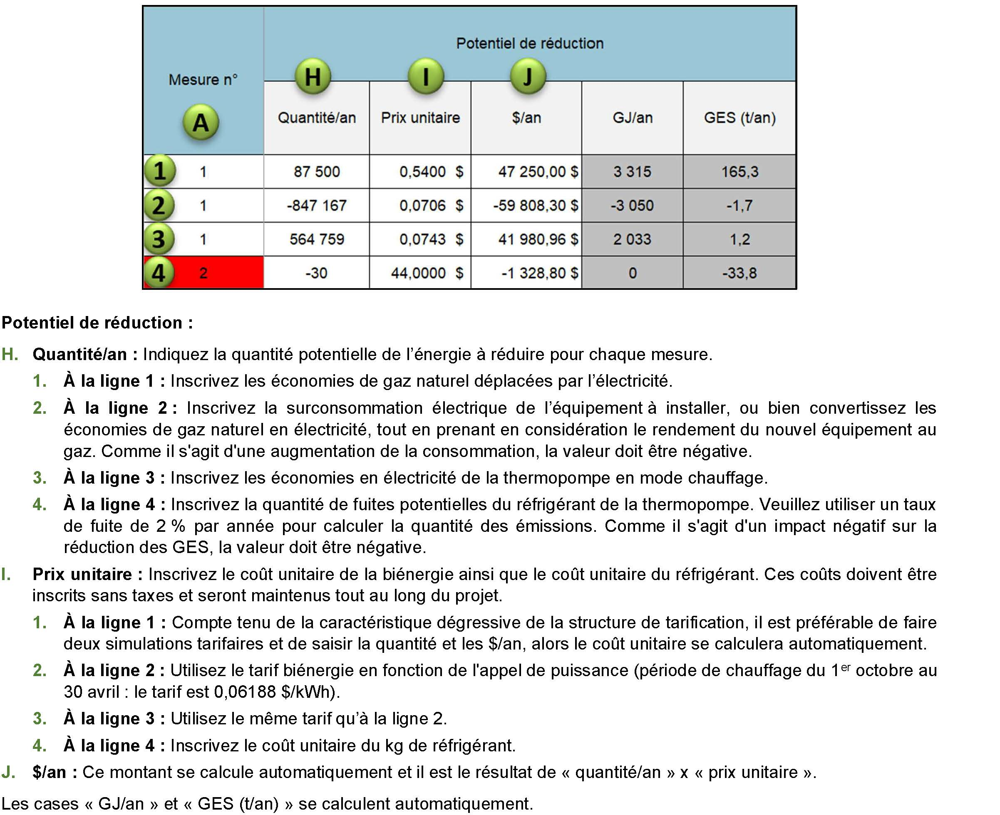 Potentiel de réduction
H I J
Mesure n°
A
Quantité/an Prix unitaire $/an GJ/an GES (t/an)
1 1 87 500 0,5400 $ 47 250,00 $ 3 315 165,3
2 1 -847 167 0,0706 $ -59 808,30 $ -3 050 -1,7
3 1 564 759 0,0743 $ 41 980,96 $ 2 033 1,2
4 2 -30 44,0000 $ -1 328,80 $ 0 -33,8
Potentiel de réduction :
H. Quantité/an : Indiquez la quantité potentielle de l’énergie à réduire pour chaque mesure.
1. À la ligne 1 : Inscrivez les économies de gaz naturel déplacées par l’électricité.
2. À la ligne 2 : Inscrivez la surconsommation électrique de l’équipement à installer, ou bien convertissez les
économies de gaz naturel en électricité, tout en prenant en considération le rendement du nouvel équipement au
gaz. Comme il s'agit d'une augmentation de la consommation, la valeur doit être négative.
3. À la ligne 3 : Inscrivez les économies en électricité de la thermopompe en mode chauffage.
4. À la ligne 4 : Inscrivez la quantité de fuites potentielles du réfrigérant de la thermopompe. Veuillez utiliser un taux
de fuite de 2 % par année pour calculer la quantité des émissions. Comme il s'agit d'un impact négatif sur la
réduction des GES, la valeur doit être négative.
I. Prix unitaire : Inscrivez le coût unitaire de la biénergie ainsi que le coût unitaire du réfrigérant. Ces coûts doivent être
inscrits sans taxes et seront maintenus tout au long du projet.
1. À la ligne 1 : Compte tenu de la caractéristique dégressive de la structure de tarification, il est préférable de faire
deux simulations tarifaires et de saisir la quantité et les $/an, alors le coût unitaire se calculera automatiquement.
2. À la ligne 2 : Utilisez le tarif biénergie en fonction de l'appel de puissance (période de chauffage du 1er octobre au
30 avril : le tarif est 0,06188 $/kWh).
3. À la ligne 3 : Utilisez le même tarif qu’à la ligne 2.
4. À la ligne 4 : Inscrivez le coût unitaire du kg de réfrigérant.
J. $/an : Ce montant se calcule automatiquement et il est le résultat de « quantité/an » x « prix unitaire ».
Les cases « GJ/an » et « GES (t/an) » se calculent automatiquement.